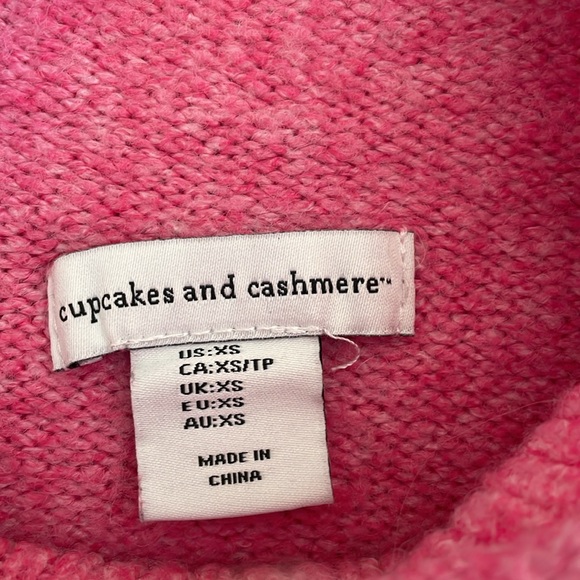 cupcakes and cashmere™
US:XS
CA:XS/TP
UK:XS
EU:XS
AU:XS
MADE IN
CHINA